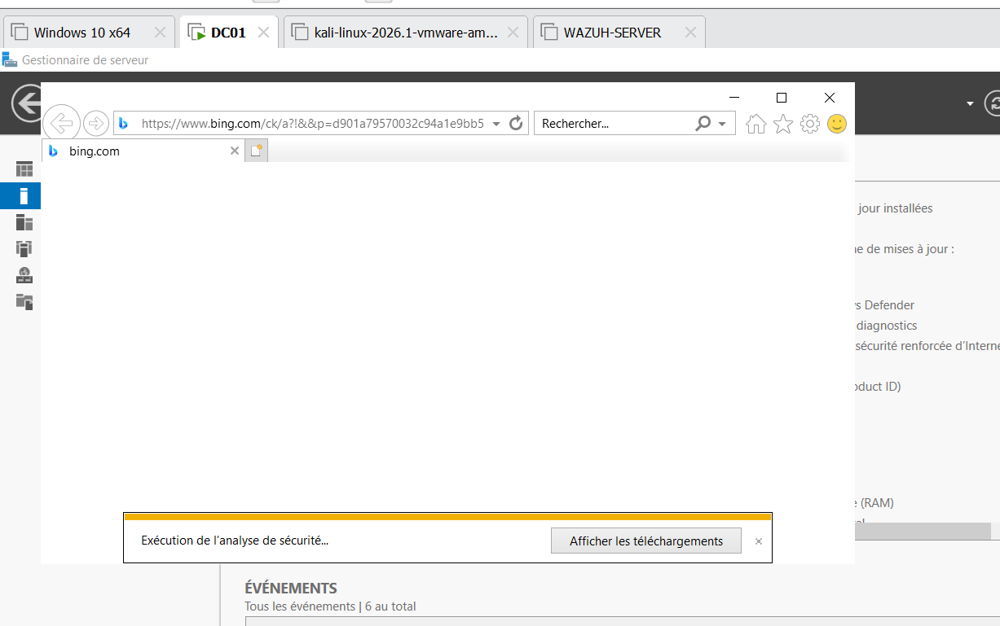 Windows 10 x64
DC01
kali-linux-2026.1-vmware-am...
WAZUH-SERVER
Gestionnaire de serveur
https://www.bing.com/ck/a?!&&p=d901a79570032c94a1e9bb5
Rechercher...
bing.com
jour installées
de mises à jour :
Defender
diagnostics
sécurité renforcée d'Interne
ID)
(RAM)
Exécution de l'analyse de sécurité...
Afficher les téléchargements
ÉVÉNEMENTS
Tous les événements | 6 au total